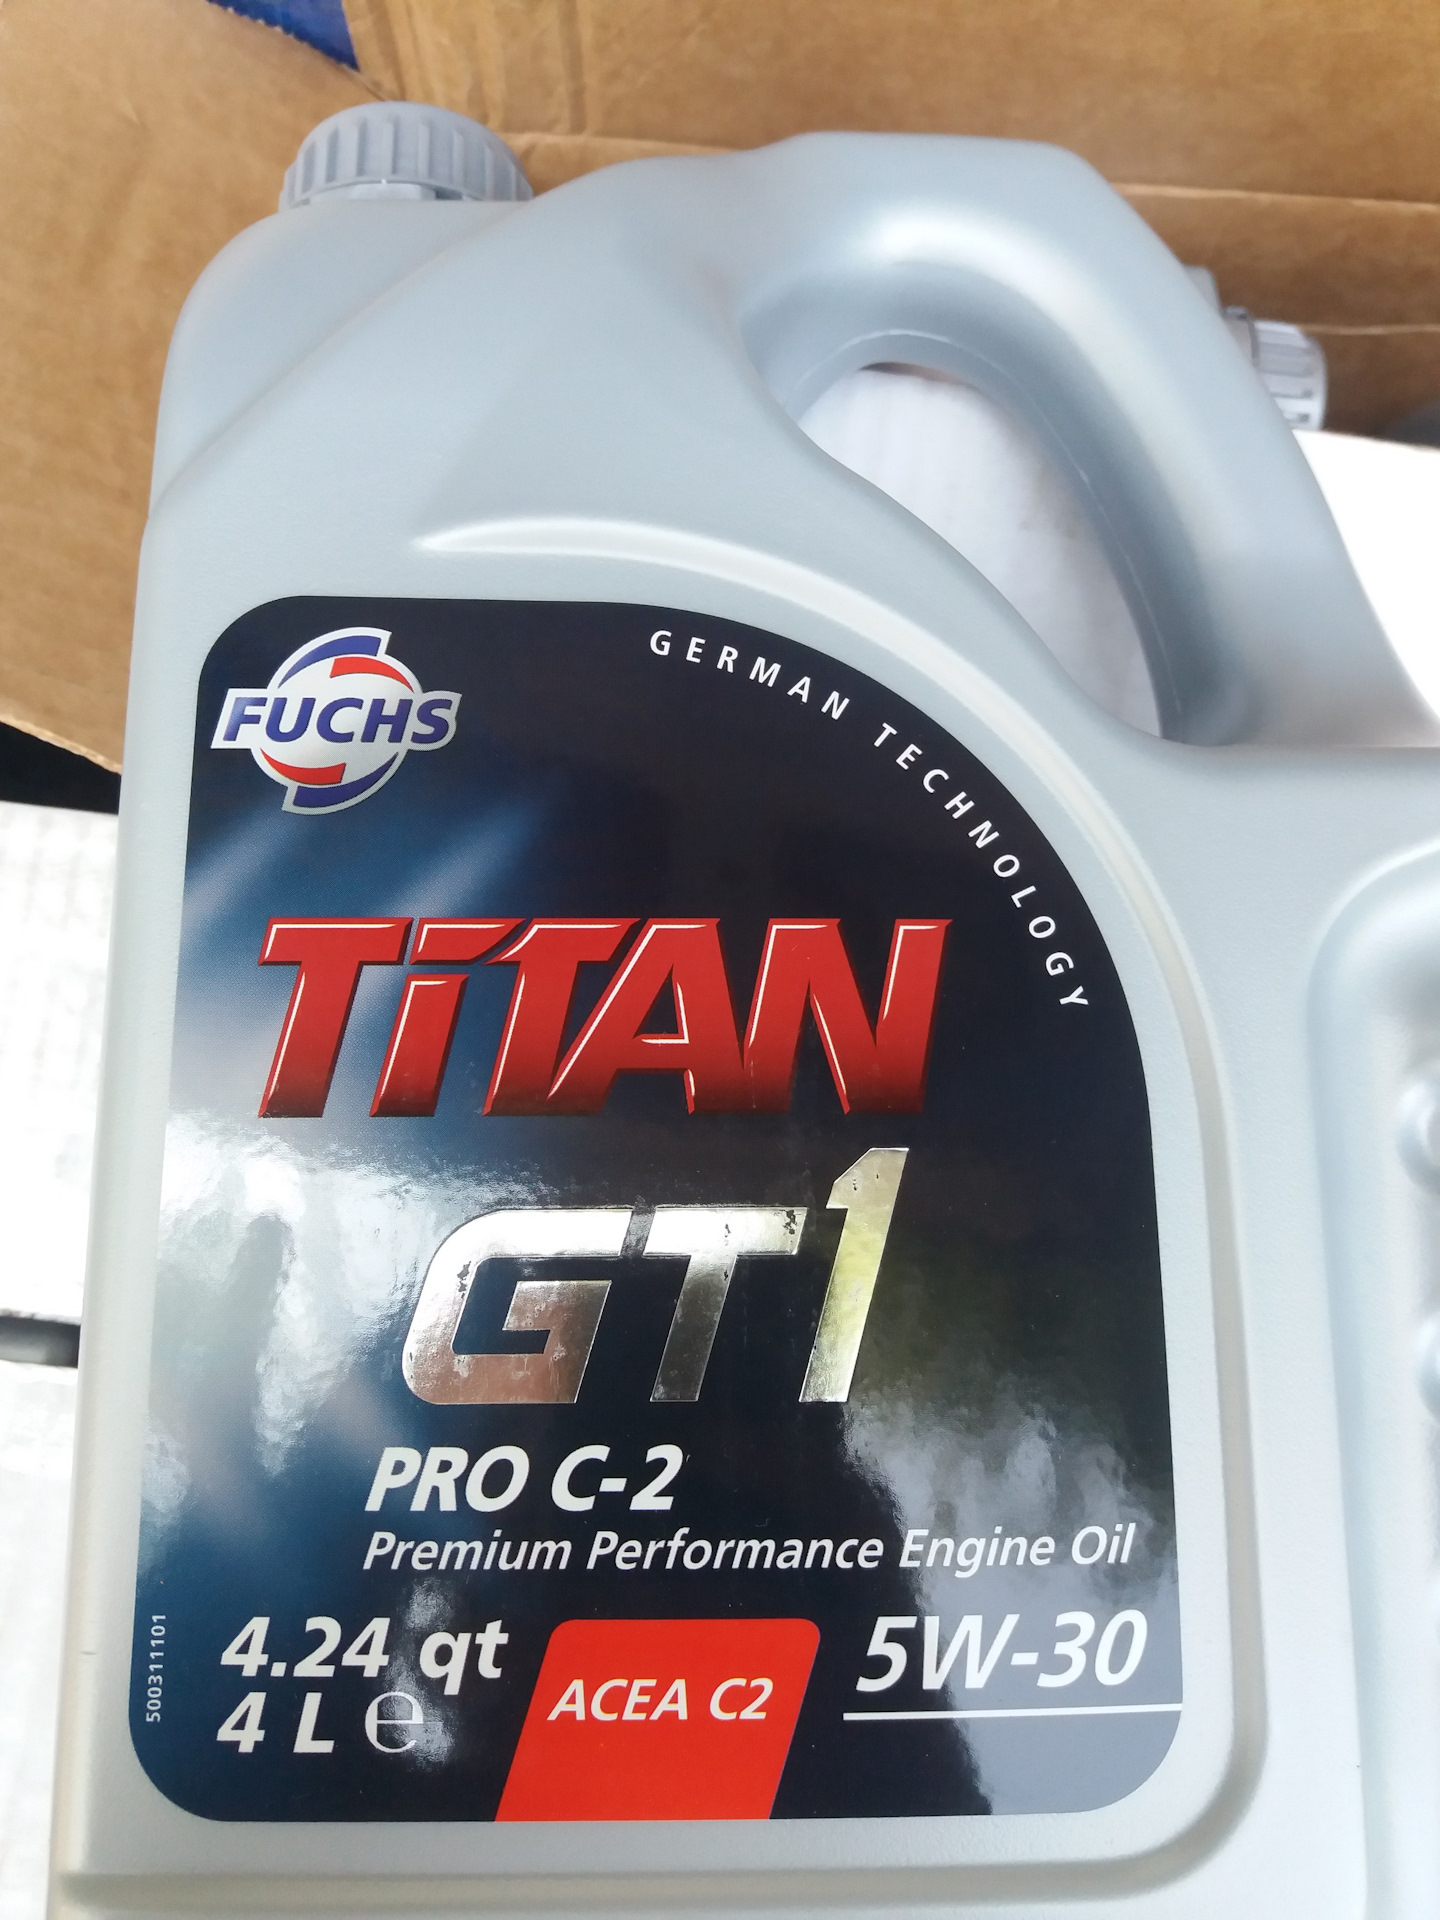 FUCHS
GERMAN TECHNOLOGY
TiTAN
GT1
PRO C-2
Premium Performance Engine Oil
4.24 qt
4 L e
ACEA C2
5W-30
500311101